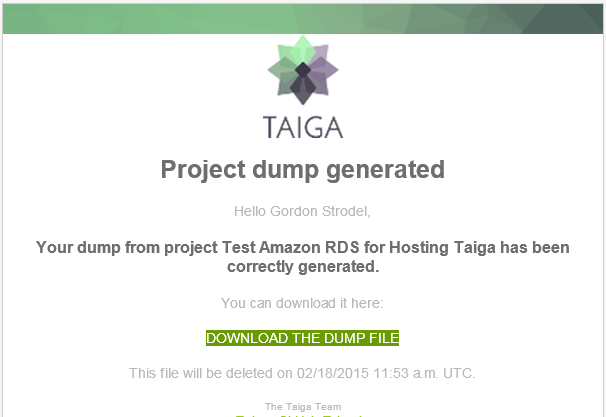 TAIGA
Project dump generated
Hello Gordon Strodel,
Your dump from project Test Amazon RDS for Hosting Taiga has been
correctly generated.
You can download it here:
DOWNLOAD THE DUMP FILE
This file will be deleted on 02/18/2015 11:53 a.m. UTC.
The Taiga Team